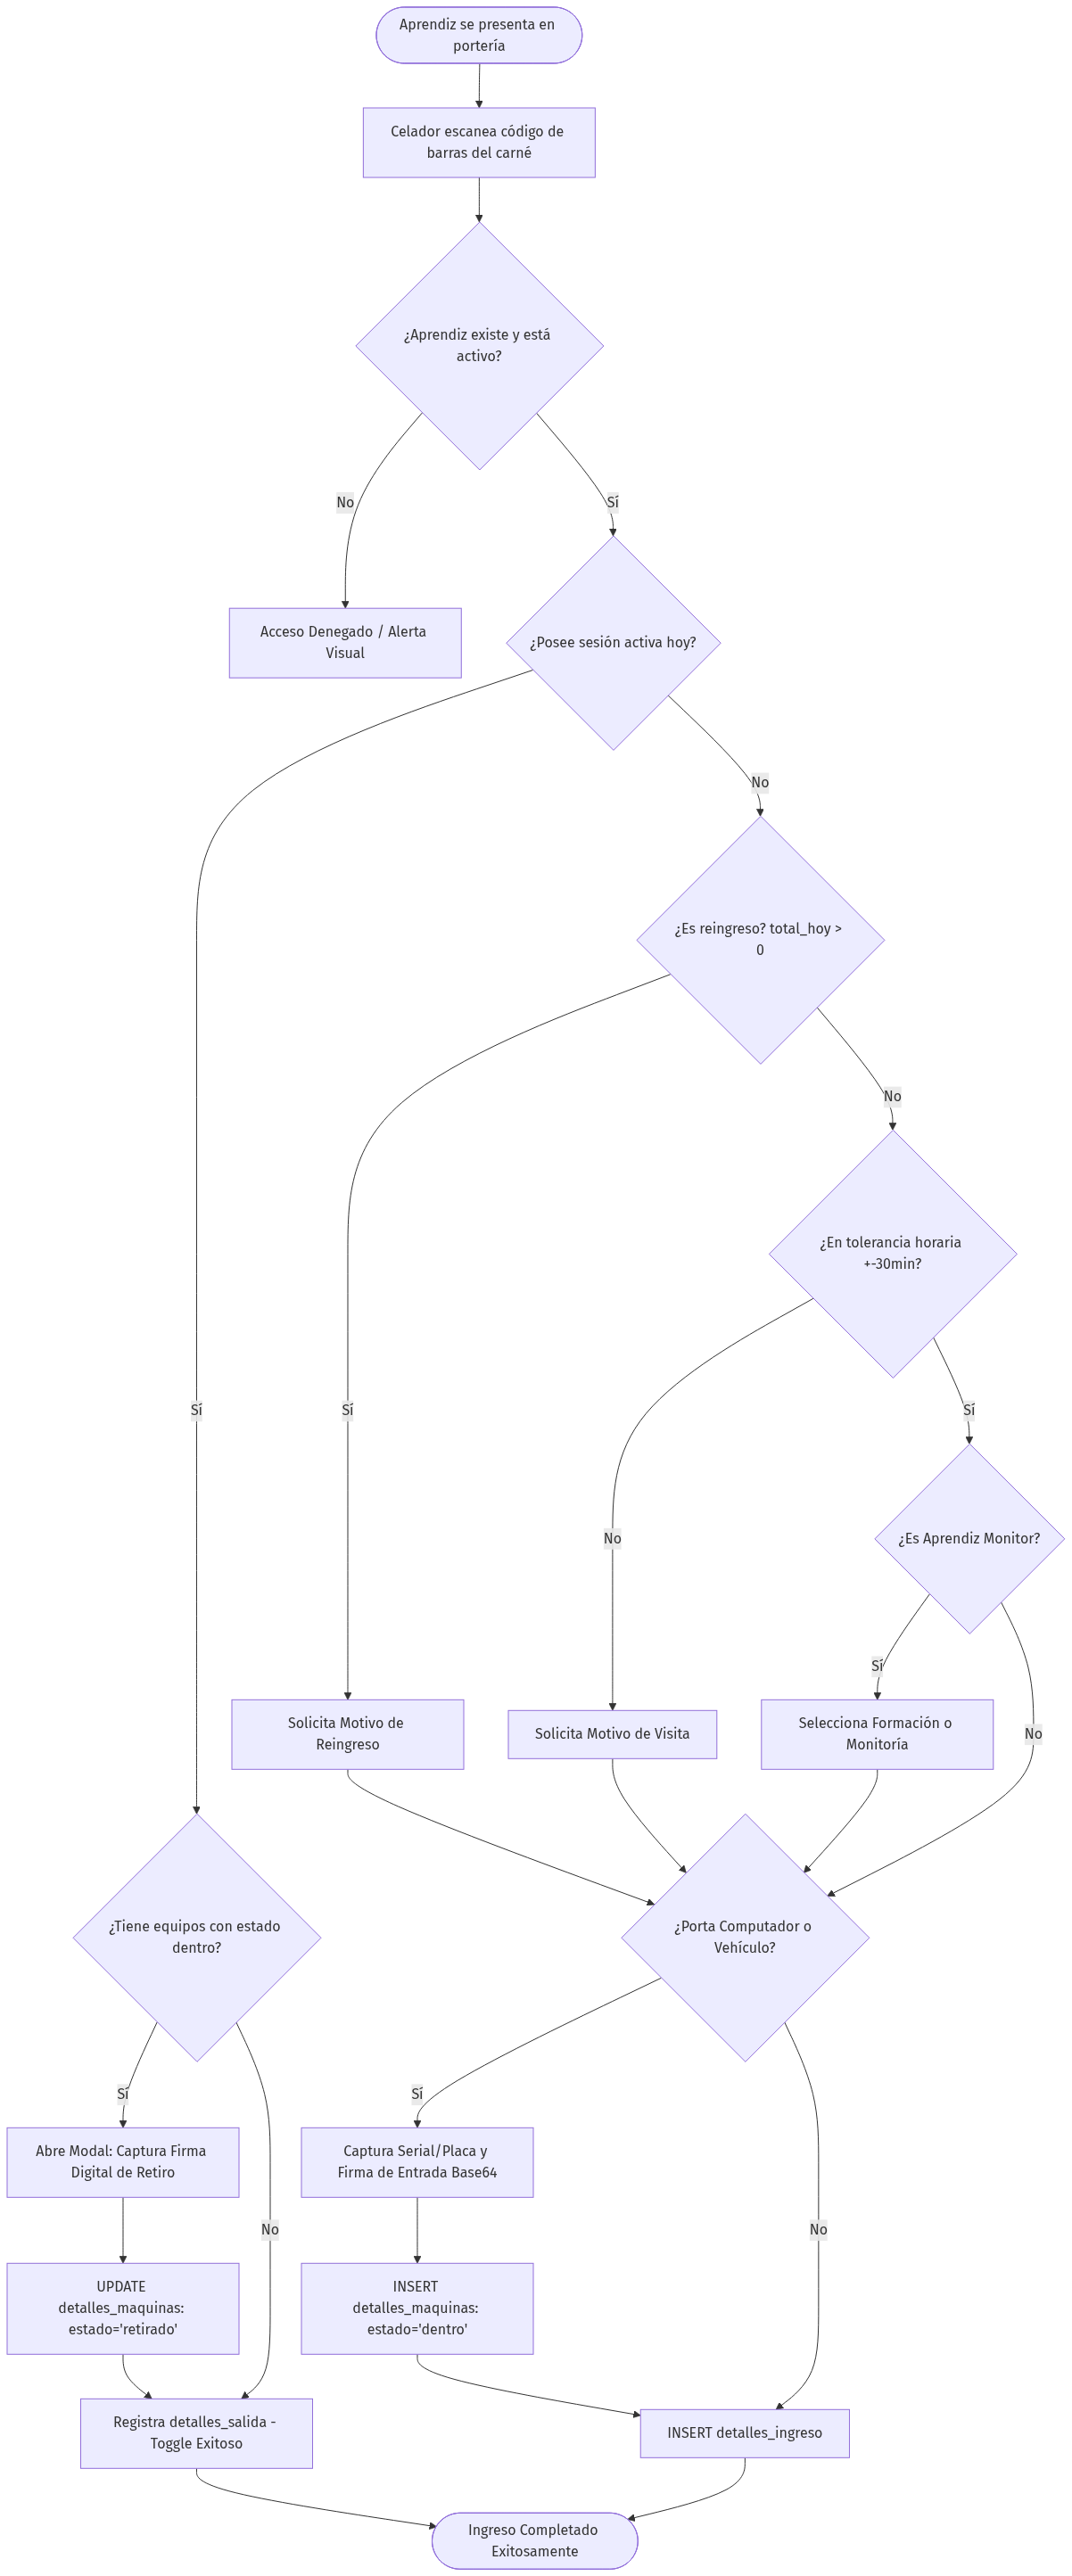 Aprendiz se presenta en
portería
Celador escanea código de
barras del carné
¿Aprendiz existe y está
activo?
No
Sí
Acceso Denegado / Alerta
Visual
¿Posee sesión activa hoy?
No
¿Es reingreso? total_hoy >
0
No
¿En tolerancia horaria
+-30min?
Sí
Sí
Sí
No
¿Es Aprendiz Monitor?
Sí
No
Solicita Motivo de
Reingreso
Solicita Motivo de Visita
Selecciona Formación o
Monitoría
¿Tiene equipos con estado
dentro?
¿Porta Computador o
Vehículo?
Sí
Sí
Abre Modal: Captura Firma
Digital de Retiro
Captura Serial/Placa y
Firma de Entrada Base64
No
No
UPDATE
detalles_maquinas:
estado='retirado'
INSERT
detalles_maquinas:
estado='dentro'
Registra detalles_salida -
Toggle Exitoso
INSERT detalles_ingreso
Ingreso Completado
Exitosamente